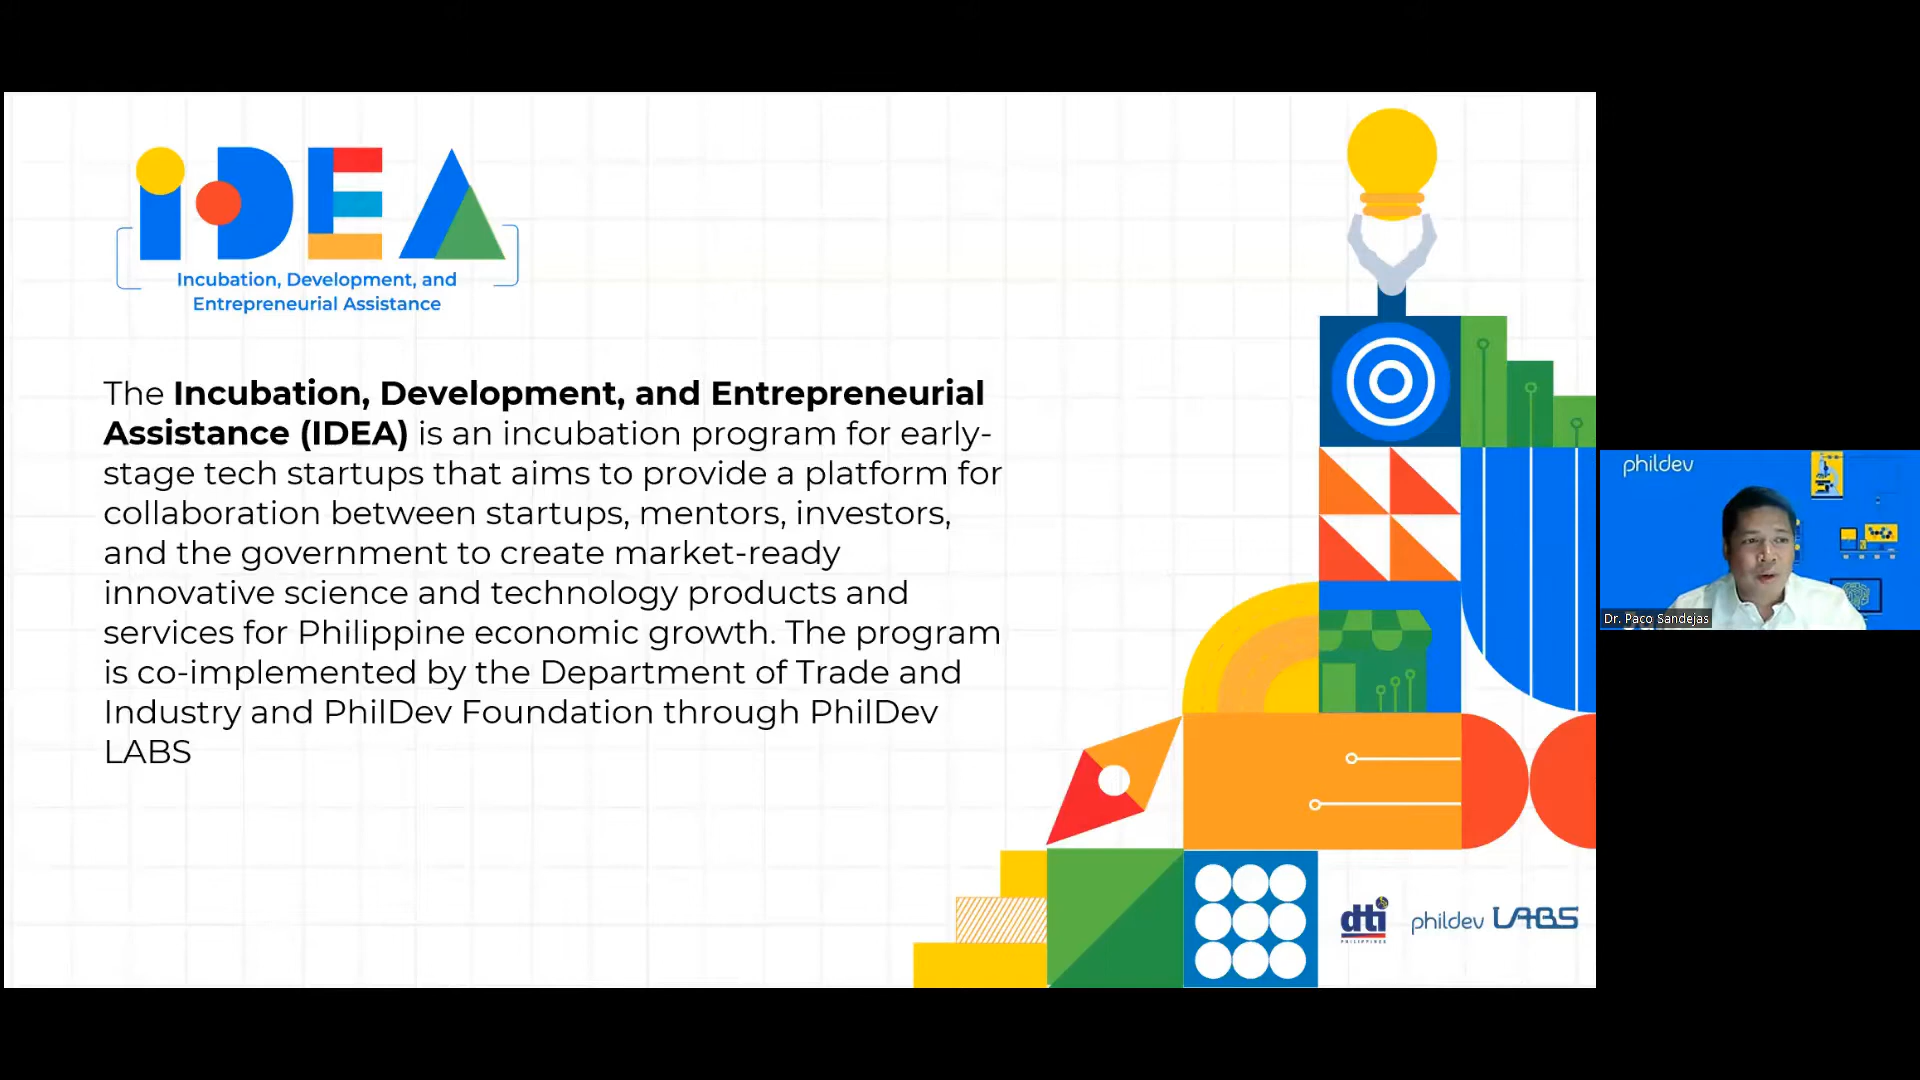 iDEA
Incubation, Development, and
Entrepreneurial Assistance
The Incubation, Development, and Entrepreneurial
Assistance (IDEA) is an incubation program for early-
stage tech startups that aims to provide a platform for
collaboration between startups, mentors, investors,
and the government to create market-ready
innovative science and technology products and
services for Philippine economic growth. The program
is co-implemented by the Department of Trade and
Industry and PhilDev Foundation through PhilDev
LABS
dti
PHILIPPINES
phildev LABS
phildev
Dr. Paco Sandejas